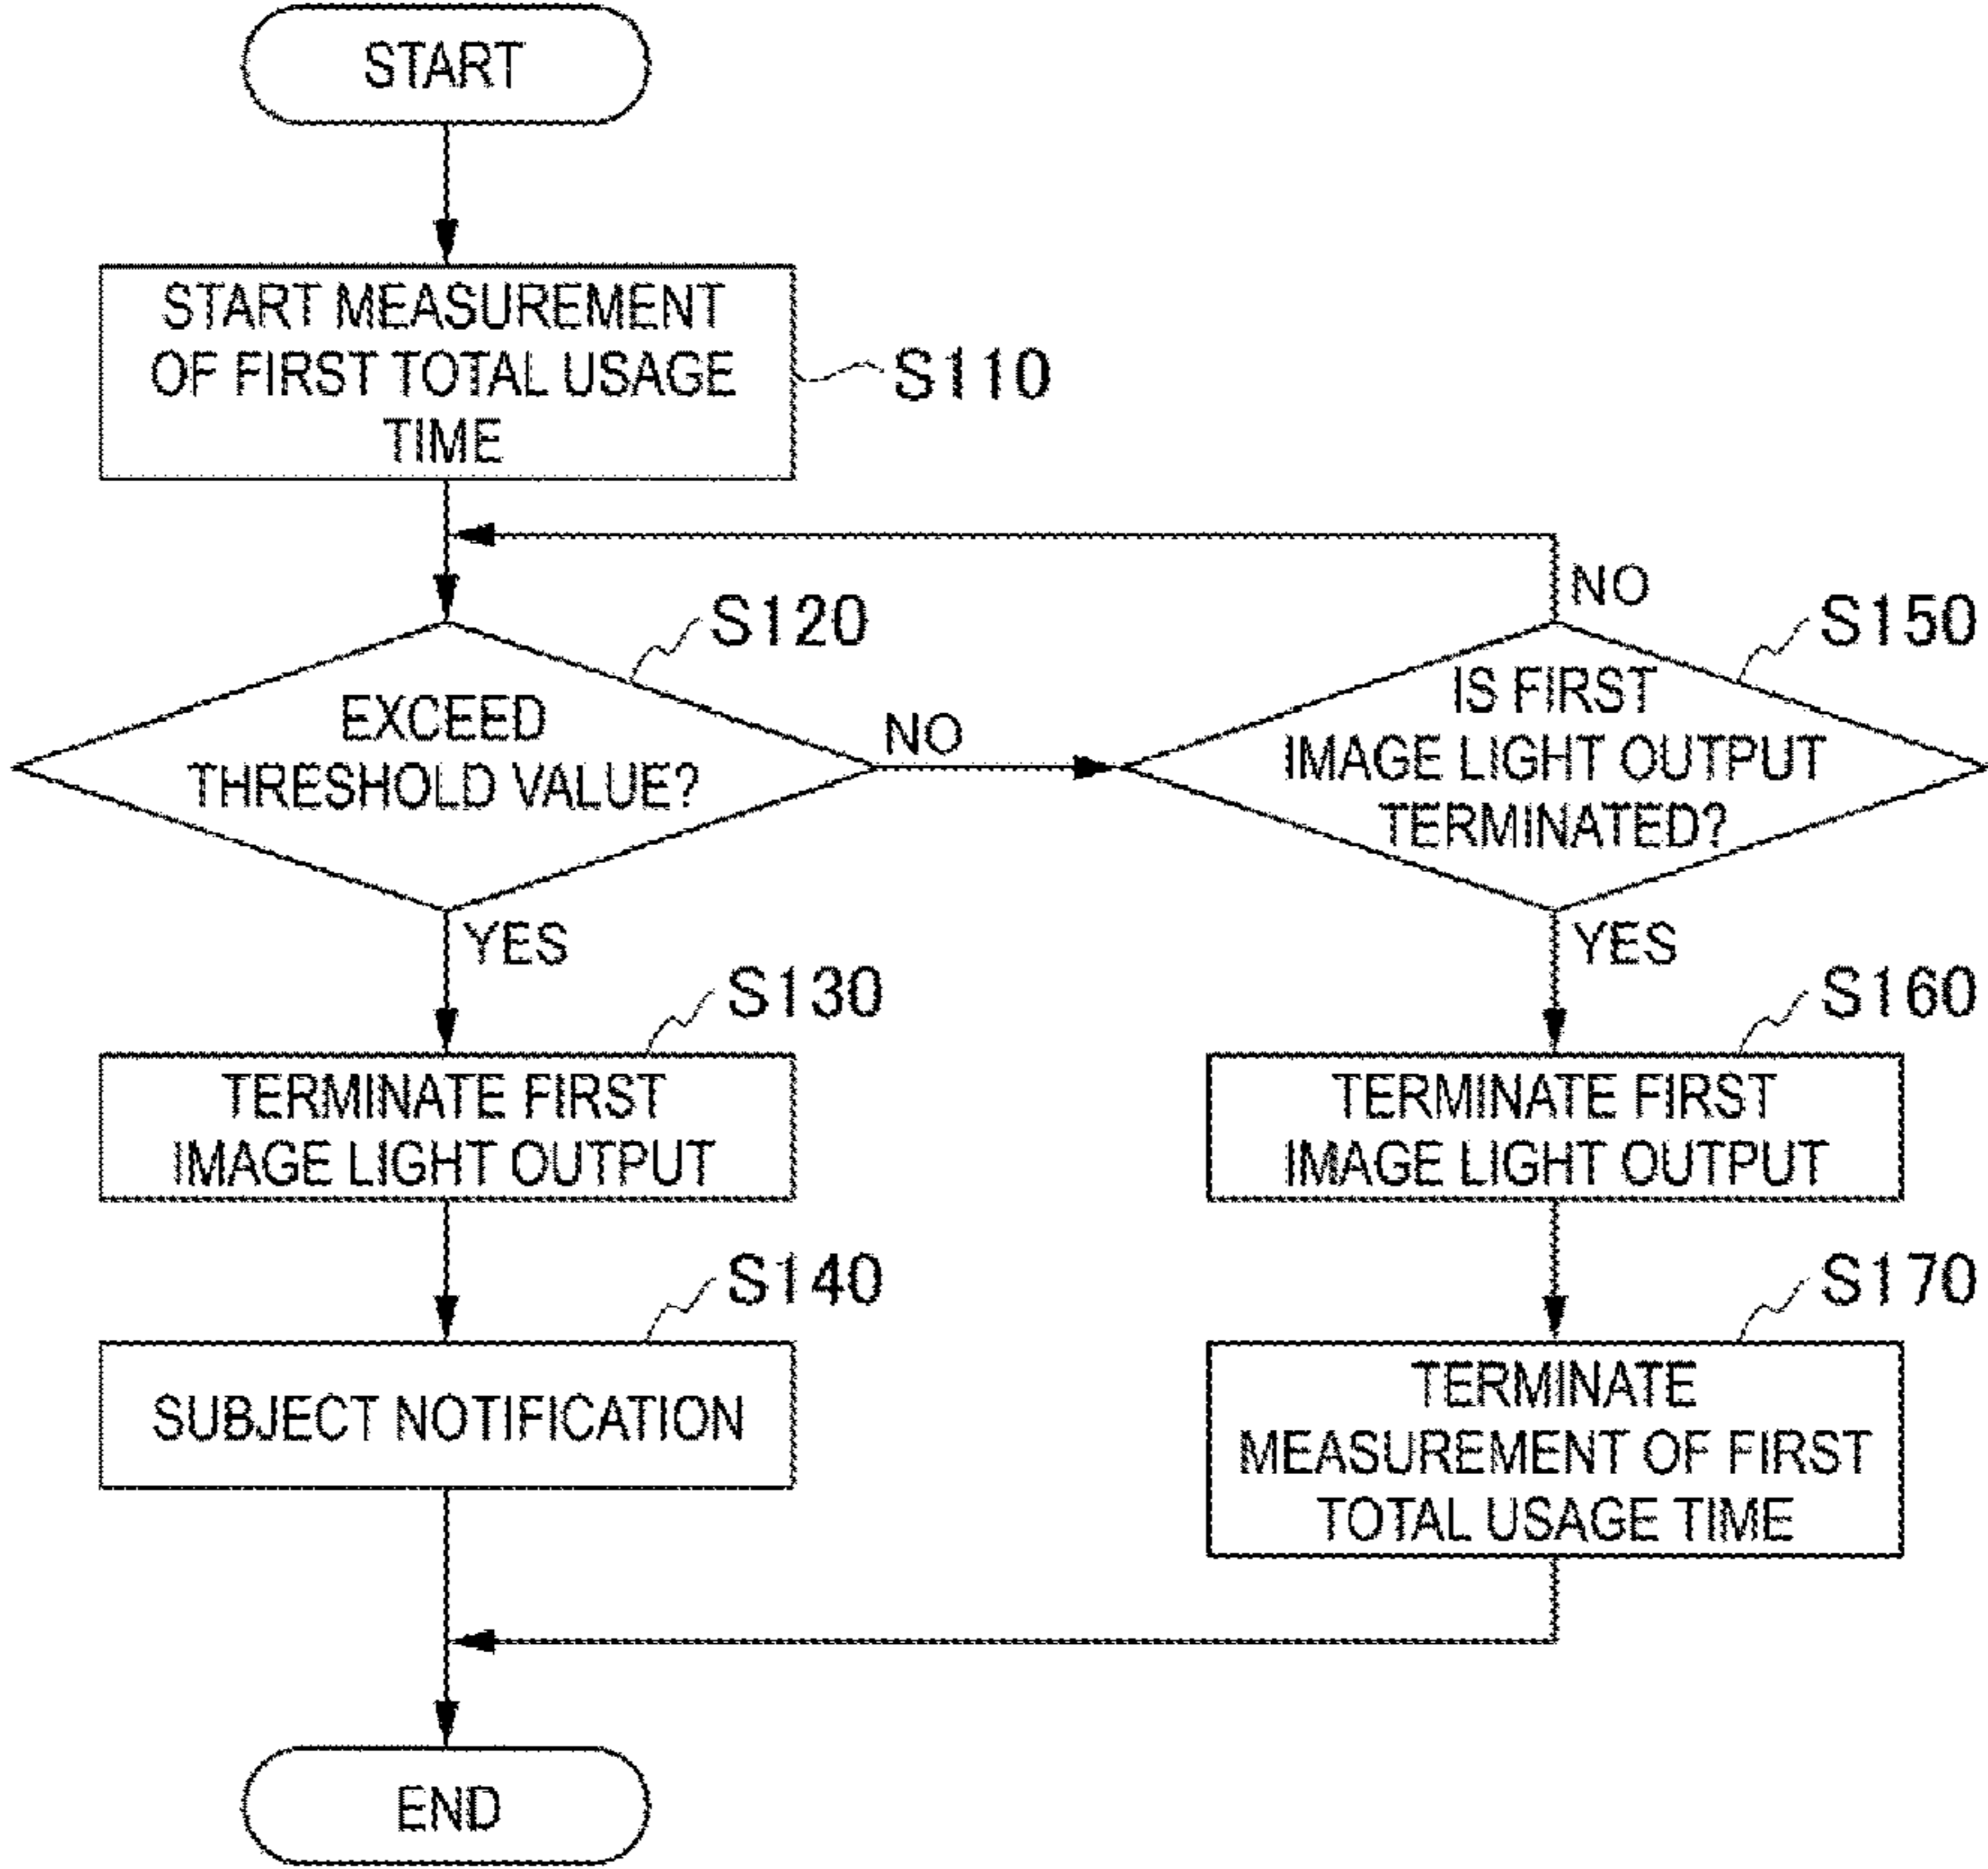 START
START MEASUREMENT
OF FIRST TOTAL USAGE
TIME
S110
S120
EXCEED
THRESHOLD VALUE?
NO
YES
NO
S150
IS FIRST
IMAGE LIGHT OUTPUT
TERMINATED?
YES
S130
TERMINATE FIRST
IMAGE LIGHT OUTPUT
S140
SUBJECT NOTIFICATION
S160
TERMINATE FIRST
IMAGE LIGHT OUTPUT
S170
TERMINATE
MEASUREMENT OF FIRST
TOTAL USAGE TIME
END